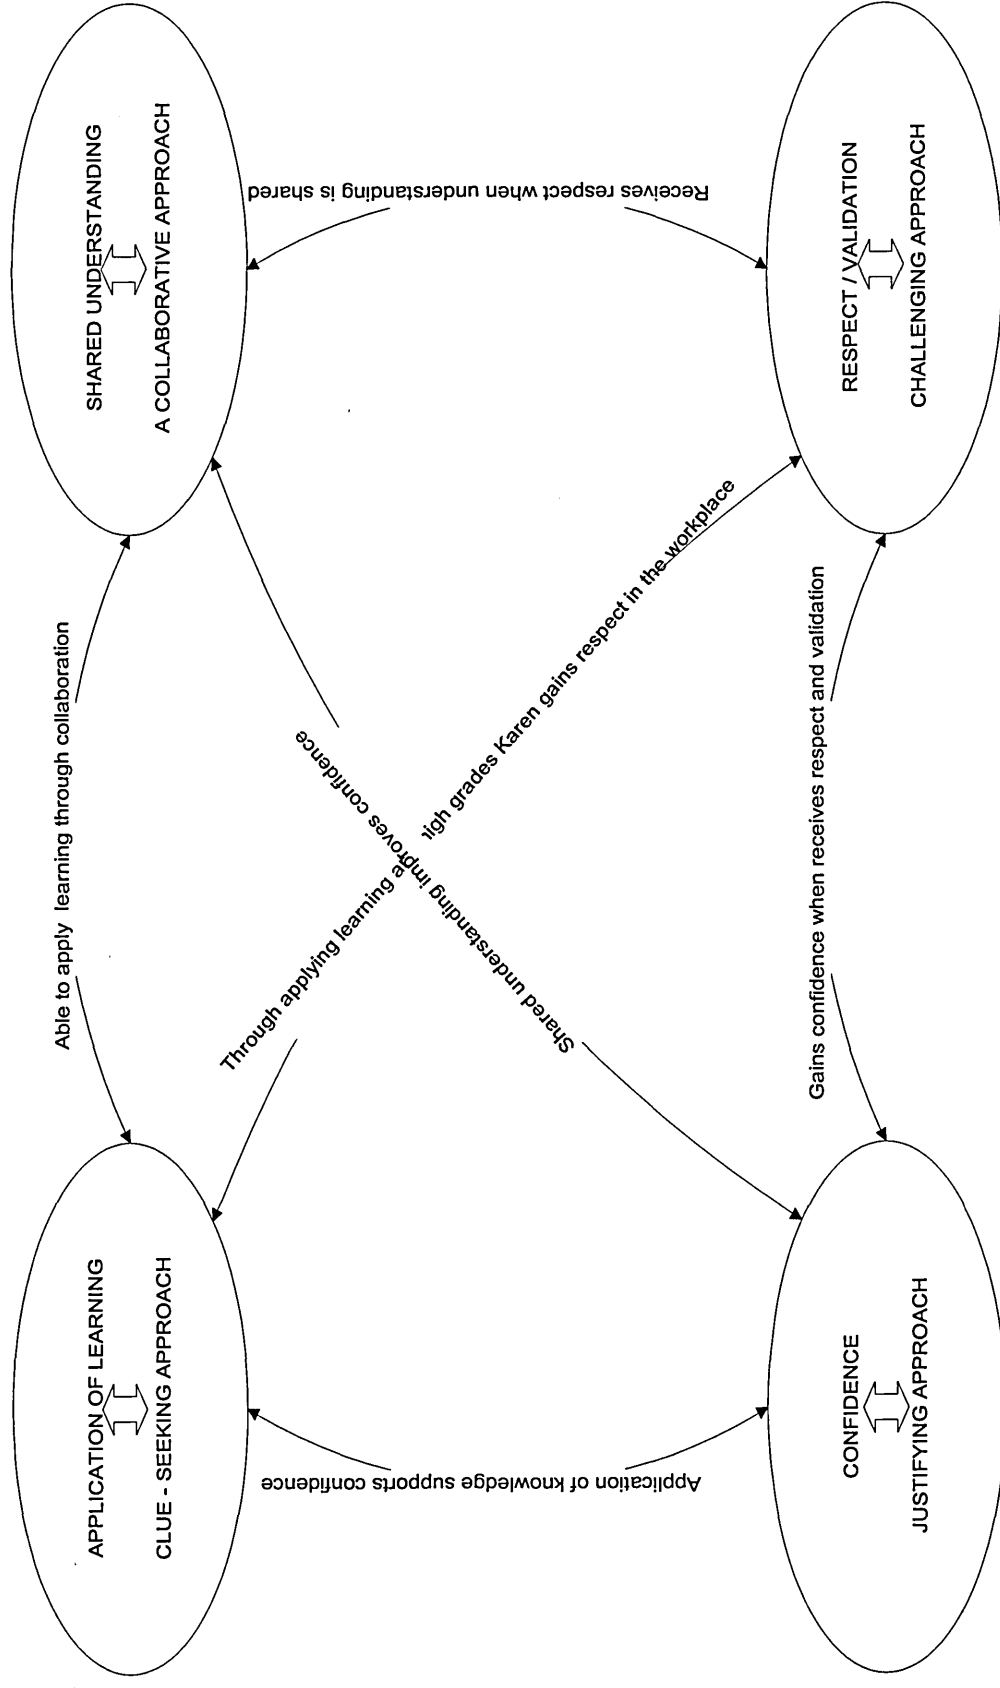 APPLICATION OF LEARNING
CLUE - SEEKING APPROACH
Able to apply learning through collaboration
SHARED UNDERSTANDING
A COLLABORATIVE APPROACH
Application of knowledge supports confidence
Through applying learning
igh grades Karen gains respect in the workplace
Shared understanding improves confidence
Receives respect when understanding is shared
CONFIDENCE
JUSTIFYING APPROACH
Gains confidence when receives respect and validation
RESPECT / VALIDATION
CHALLENGING APPROACH